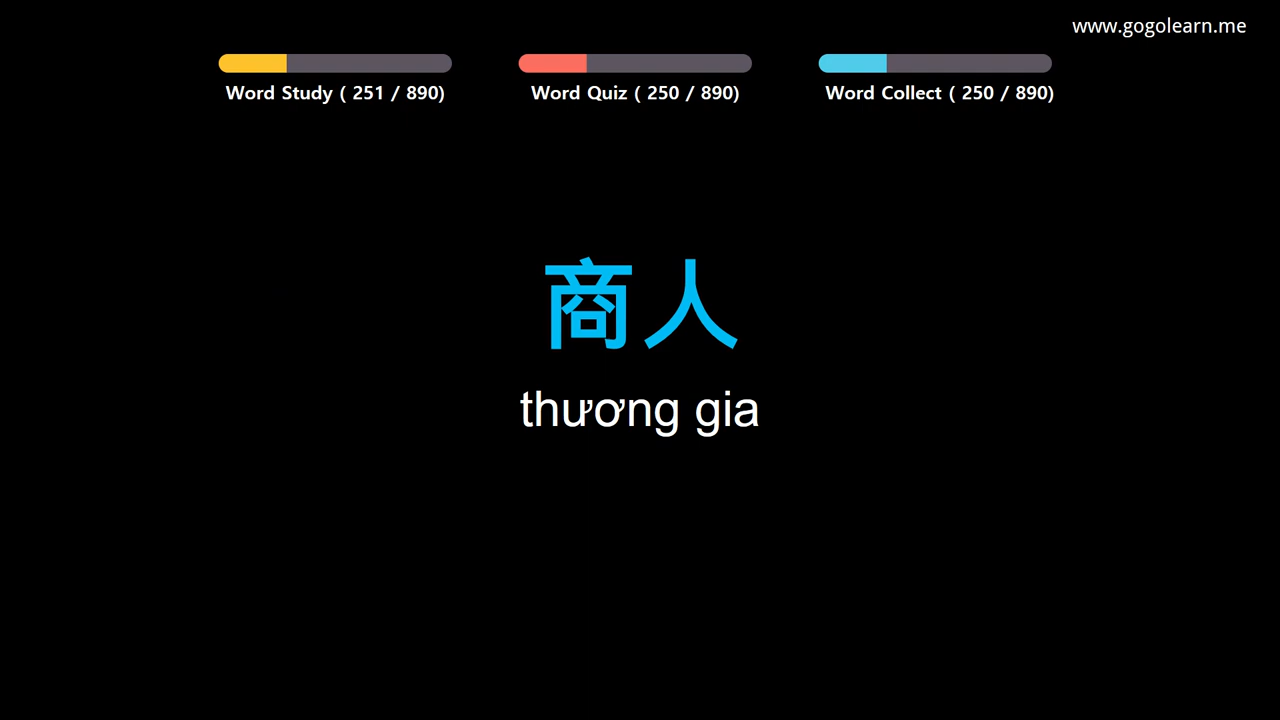 www.gogolearn.me
Word Study ( 251 / 890)
Word Quiz ( 250 / 890)
Word Collect ( 250 / 890)
商人
thương gia